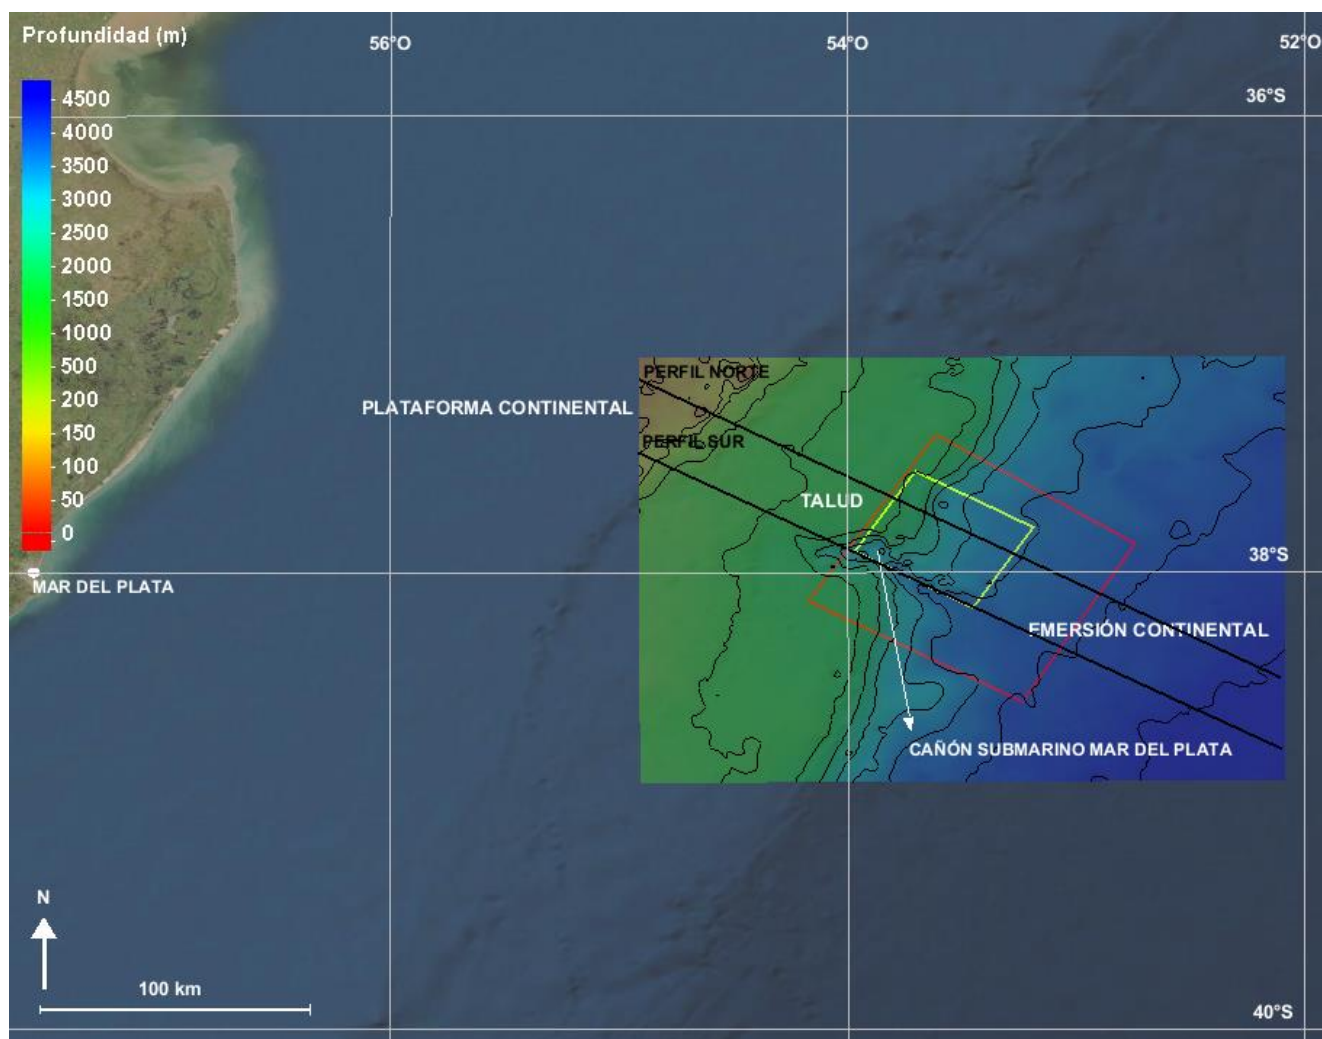 Profundidad (m)
56°O
54°O
52°O
4500
4000
3500
3000
2500
2000
1500
1000
500
200
150
100
50
0
36°S
PERFIL NORTE
PLATAFORMA CONTINENTAL
PERFIL SUR
TALUD
38°S
MAR DEL PLATA
EMERSIÓN CONTINENTAL
CAÑÓN SUBMARINO MAR DEL PLATA
N
100 km
40°S